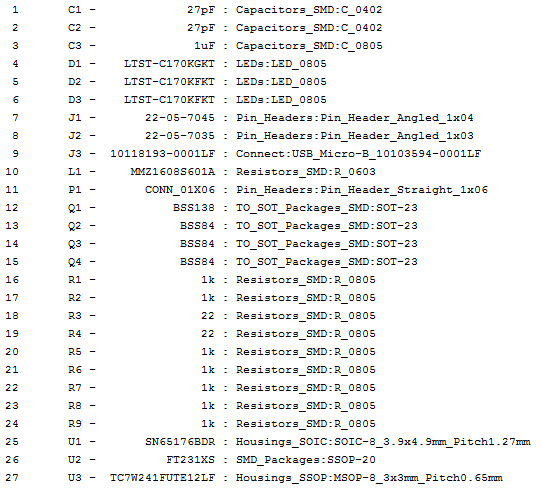 1 C1 - 27pF : Capacitors_SMD:C_0402
2 C2 - 27pF : Capacitors_SMD:C_0402
3 C3 - 1uF : Capacitors_SMD:C_0805
4 D1 - LTST-C170KGKT : LEDs:LED_0805
5 D2 - LTST-C170KFKT : LEDs:LED_0805
6 D3 - LTST-C170KFKT : LEDs:LED_0805
7 J1 - 22-05-7045 : Pin_Headers:Pin_Header_Angled_1x04
8 J2 - 22-05-7035 : Pin_Headers:Pin_Header_Angled_1x03
9 J3 - 10118193-0001LF : Connect:USB_Micro-B_10103594-0001LF
10 L1 - MMZ1608S601A : Resistors_SMD:R_0603
11 P1 - CONN_01X06 : Pin_Headers:Pin_Header_Straight_1x06
12 Q1 - BSS138 : TO_SOT_Packages_SMD:SOT-23
13 Q2 - BSS84 : TO_SOT_Packages_SMD:SOT-23
14 Q3 - BSS84 : TO_SOT_Packages_SMD:SOT-23
15 Q4 - BSS84 : TO_SOT_Packages_SMD:SOT-23
16 R1 - 1k : Resistors_SMD:R_0805
17 R2 - 1k : Resistors_SMD:R_0805
18 R3 - 22 : Resistors_SMD:R_0805
19 R4 - 22 : Resistors_SMD:R_0805
20 R5 - 1k : Resistors_SMD:R_0805
21 R6 - 1k : Resistors_SMD:R_0805
22 R7 - 1k : Resistors_SMD:R_0805
23 R8 - 1k : Resistors_SMD:R_0805
24 R9 - 1k : Resistors_SMD:R_0805
25 U1 - SN65176BDR : Housings_SOIC:SOIC-8_3.9x4.9mm_Pitch1.27mm
26 U2 - FT231XS : SMD_Packages:SSOP-20
27 U3 - TC7W241FUTE12LF : Housings_SSOP:MSOP-8_3x3mm_Pitch0.65mm